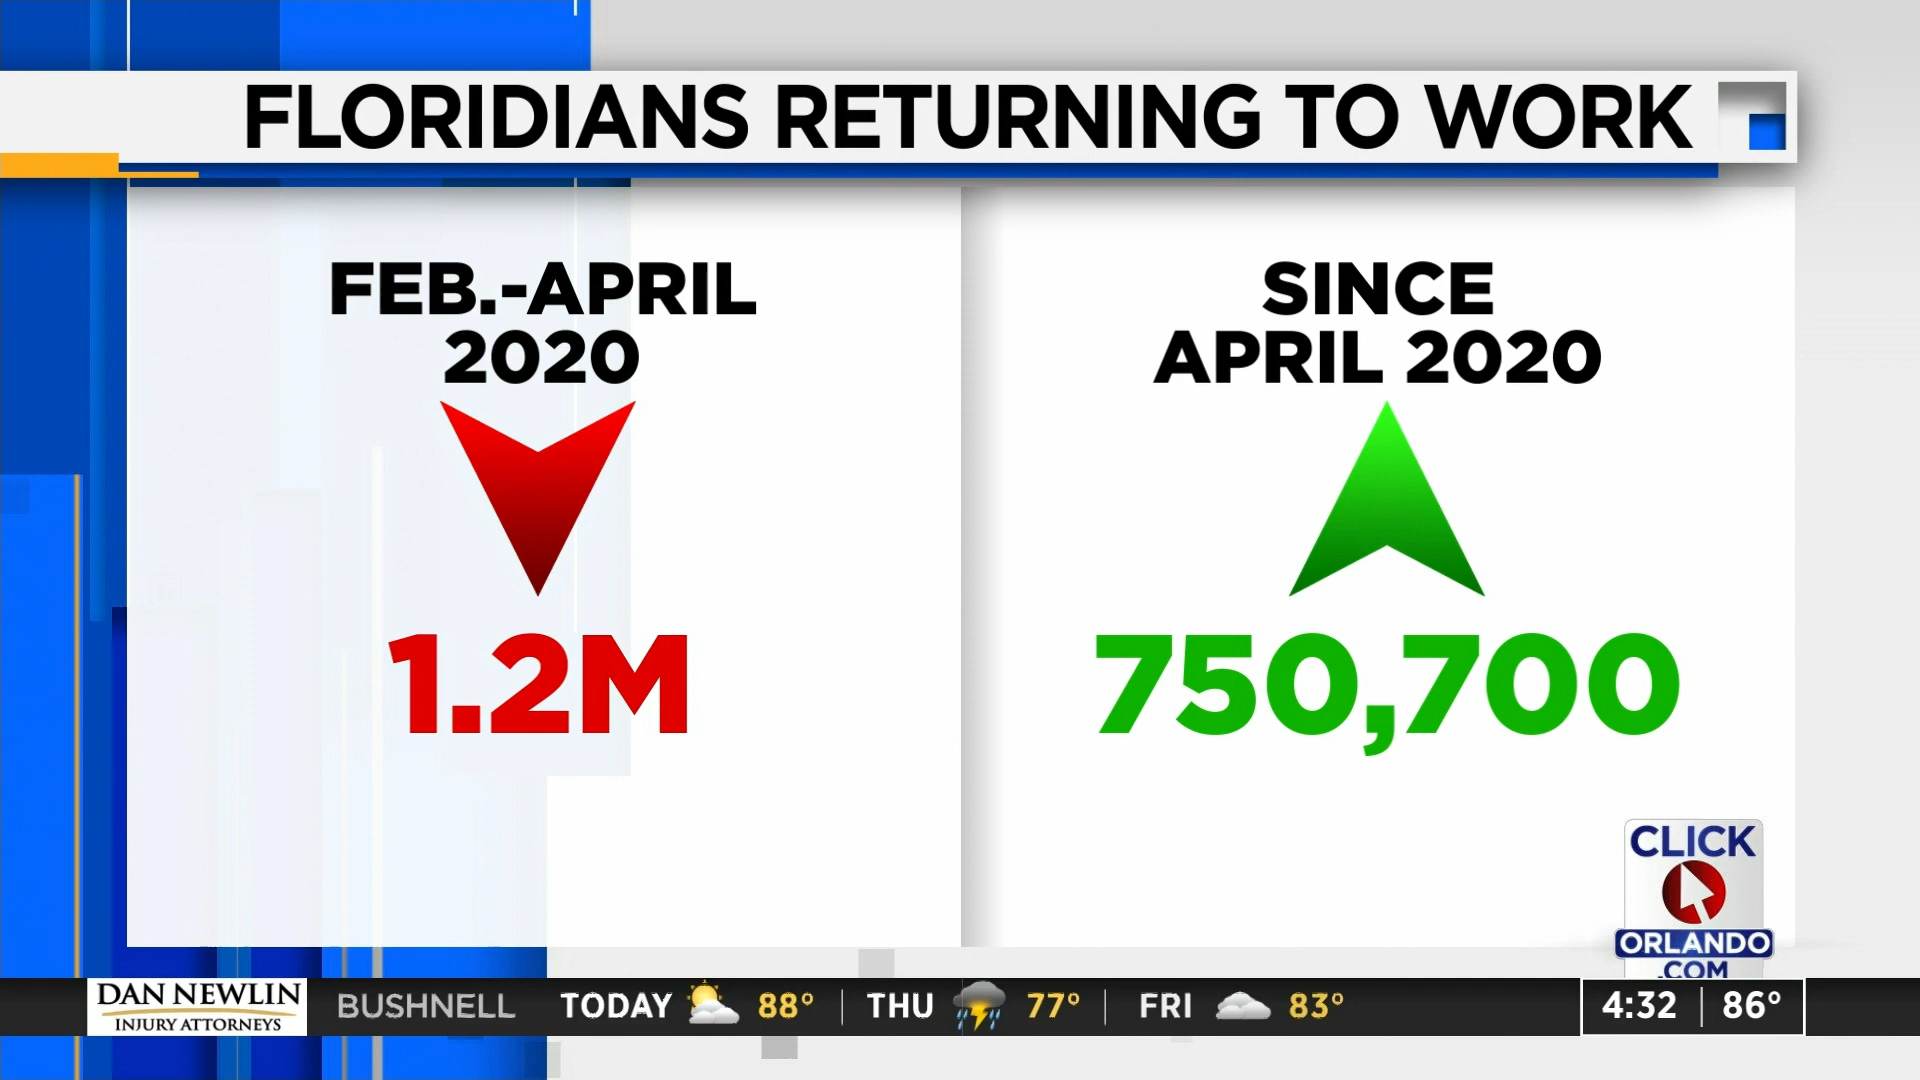 FLORIDIANS RETURNING TO WORK
FEB.-APRIL
2020
1.2M
SINCE
APRIL 2020
750,700
CLICK
ORLANDO
.COM
DAN NEWLIN
INJURY ATTORNEYS
BUSHNELL TODAY 88° THU 77° FRI 83°
4:32 86°